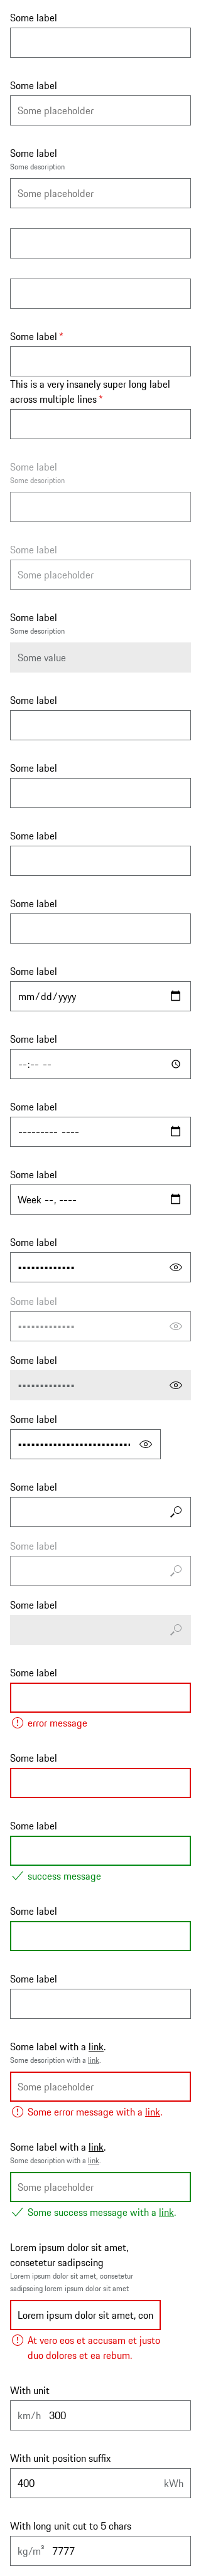 Some label
Some label
Some placeholder
Some label
Some description
Some placeholder
Some label *
This is a very insanely super long label
across multiple lines *
Some label
Some description
Some label
Some placeholder
Some label
Some description
Some value
Some label
Some label
Some label
Some label
Some label
mm/dd/yyyy
Some label
--:-- --
Some label
--------- ----
Some label
Week --, ----
Some label
Some label
Some label
Some label
Some label
Some label
Some label
Some label
error message
Some label
Some label
success message
Some label
Some label
Some label with a link.
Some description with a link.
Some placeholder
Some error message with a link.
Some label with a link.
Some description with a link.
Some placeholder
Some success message with a link.
Lorem ipsum dolor sit amet,
consetetur sadipscing
Lorem ipsum dolor sit amet, consetetur
sadipscing lorem ipsum dolor sit amet
Lorem ipsum dolor sit amet, con
At vero eos et accusam et justo
duo dolores et ea rebum.
With unit
km/h 300
With unit position suffix
400 kWh
With long unit cut to 5 chars
kg/m³ 7777